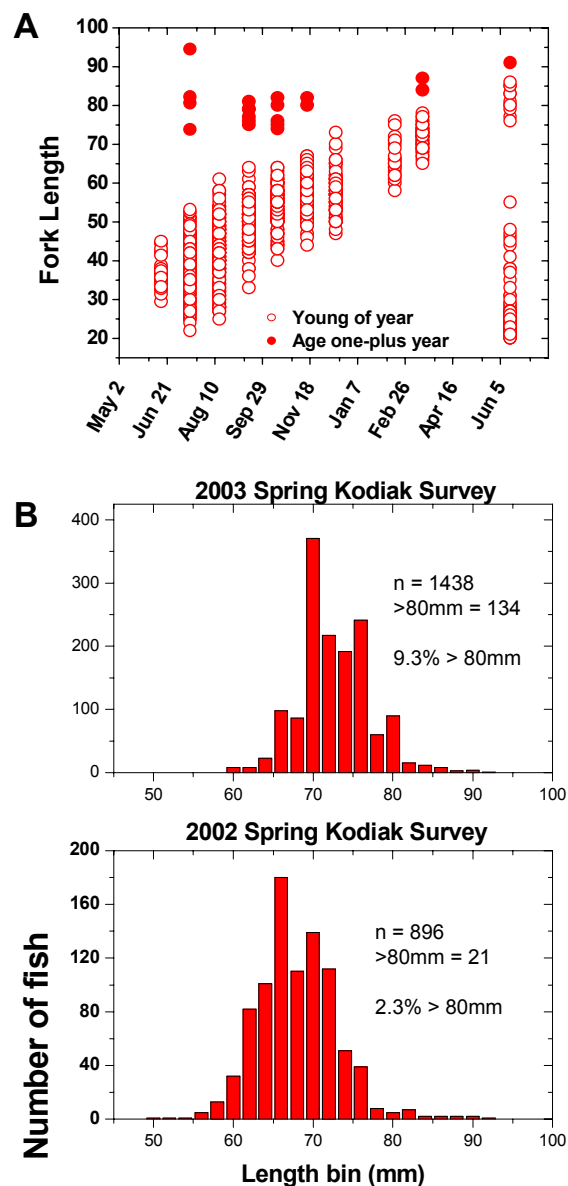 A
100
90
80
70
60
50
40
30
20
Fork Length
Young of year
Age one-plus year
May 2
Jun 21
Aug 10
Sep 29
Nov 18
Jan 7
Feb 26
Apr 16
Jun 5
B
2003 Spring Kodiak Survey
400
300
200
100
0
n = 1438
>80mm = 134
9.3% > 80mm
50 60 70 80 90 100
2002 Spring Kodiak Survey
200
160
120
80
40
0
n = 896
>80mm = 21
2.3% > 80mm
Number of fish
50 60 70 80 90 100
Length bin (mm)